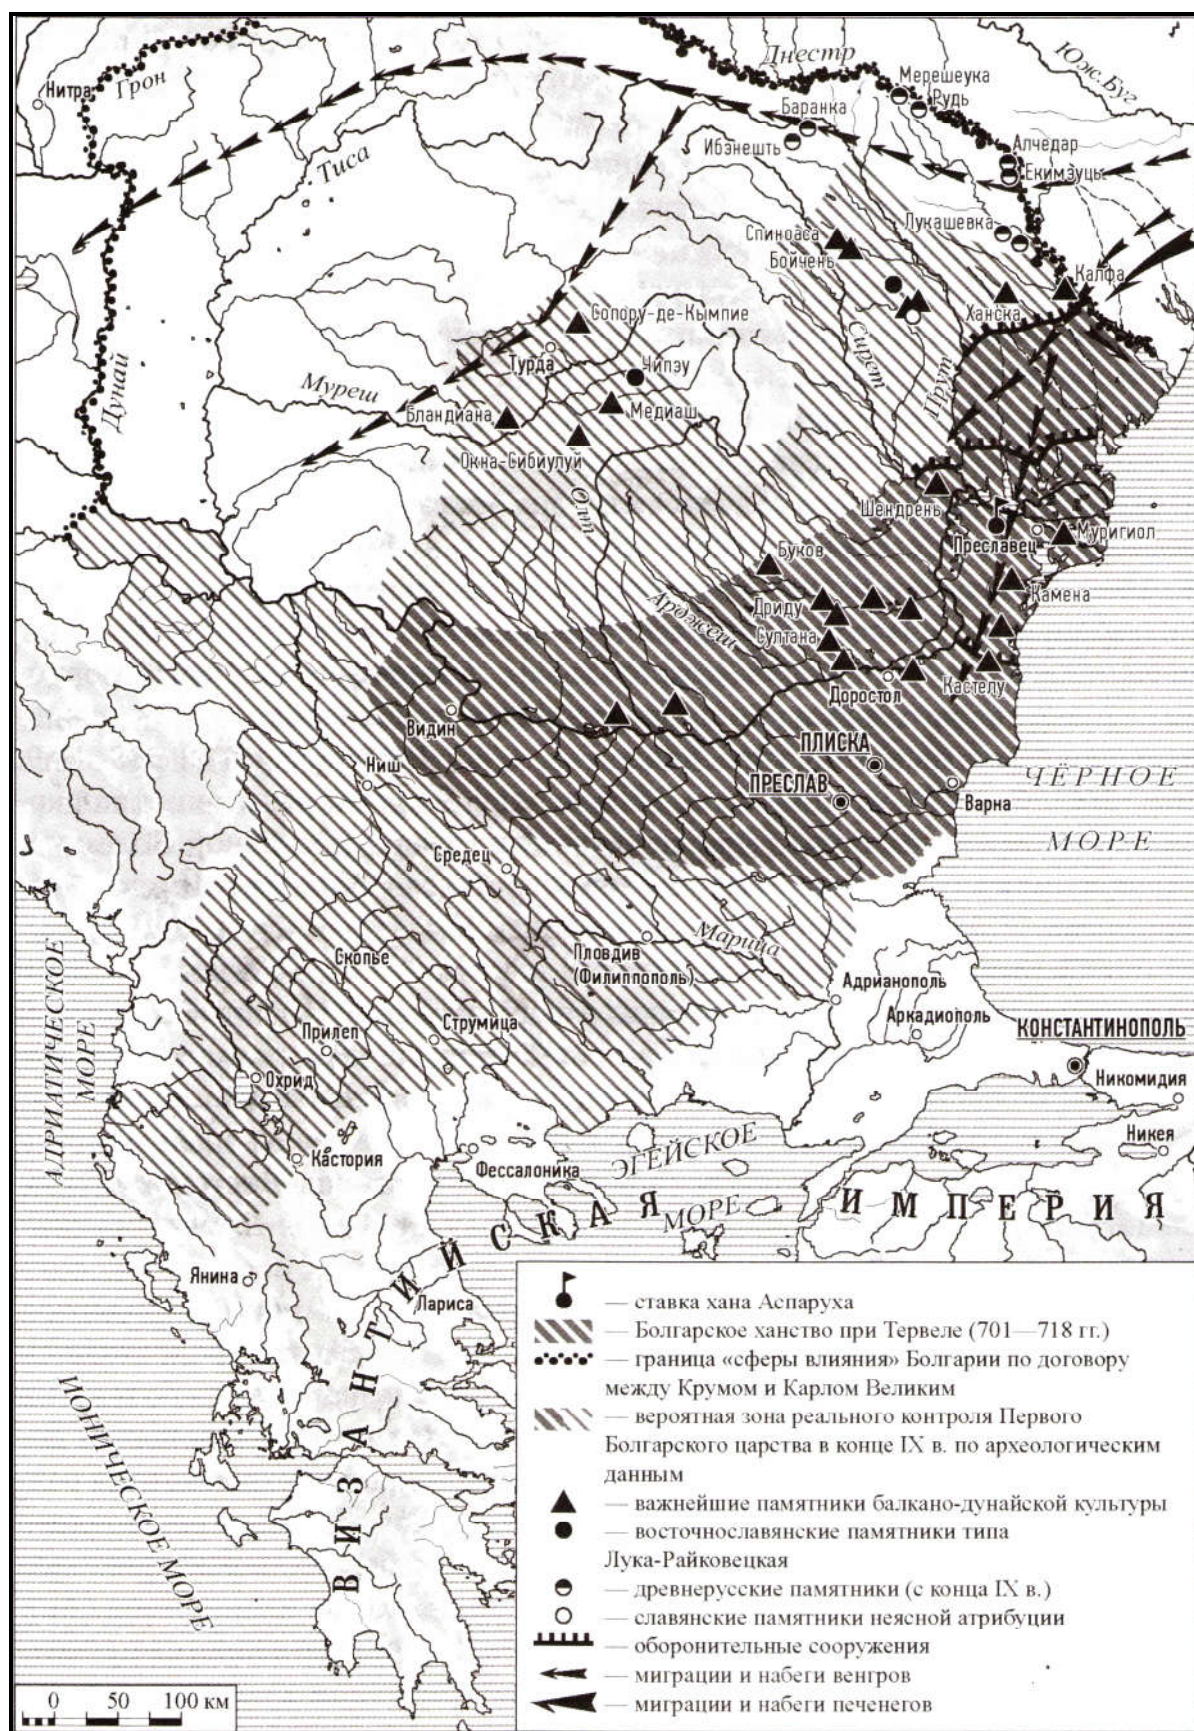 Нитра
Грон
Днестр
Юж.Буг
Мерешеука
Рудь
Баранка
Ибэнешть
Алчедар
Екимэуцы
Тиса
Лукашевка
Спиноаса
Бойчень
Калфа
Ханска
Сопору-де-Кымпие
Турда
Сирет
Прут
Чипэу
Муреш
Дунай
Бландиана
Медиаш
Окна-Сибиулуй
Олт
Шендрень
Преславец
Муригиол
Буков
Камена
Дриду
Арджеш
Султана
Доростол
Кастелу
Видин
ПЛИСКА
Ниш
ПРЕСЛАВ
Варна
ЧЁРНОЕ
МОРЕ
Средец
Марица
Скопье
Пловдив
(Филиппополь)
Адрианополь
АДРИАТИЧЕСКОЕ
МОРЕ
Прилеп
Струмица
Аркадиополь
КОНСТАНТИНОПОЛЬ
Охрид
Никомидия
Никея
Кастория
Фессалоника
ЭГЕЙСКОЕ
МОРЕ
ВИЗАНТИЙСКАЯ ИМПЕРИЯ
Янина
Лариса
ИОНИЧЕСКОЕ МОРЕ
— ставка хана Аспаруха
— Болгарское ханство при Тервеле (701—718 гг.)
— граница «сферы влияния» Болгарии по договору
между Крумом и Карлом Великим
— вероятная зона реального контроля Первого
Болгарского царства в конце IX в. по археологическим
данным
— важнейшие памятники балкано-дунайской культуры
— восточнославянские памятники типа
Лука-Райковецкая
— древнерусские памятники (с конца IX в.)
— славянские памятники неясной атрибуции
— оборонительные сооружения
— миграции и набеги венгров
— миграции и набеги печенегов
0 50 100 км